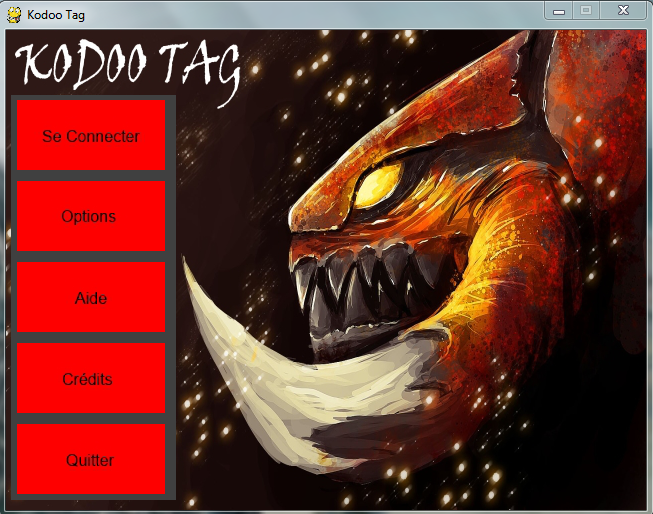 Kodoo Tag
KODOO TAG
Se Connecter
Options
Aide
Crédits
Quitter